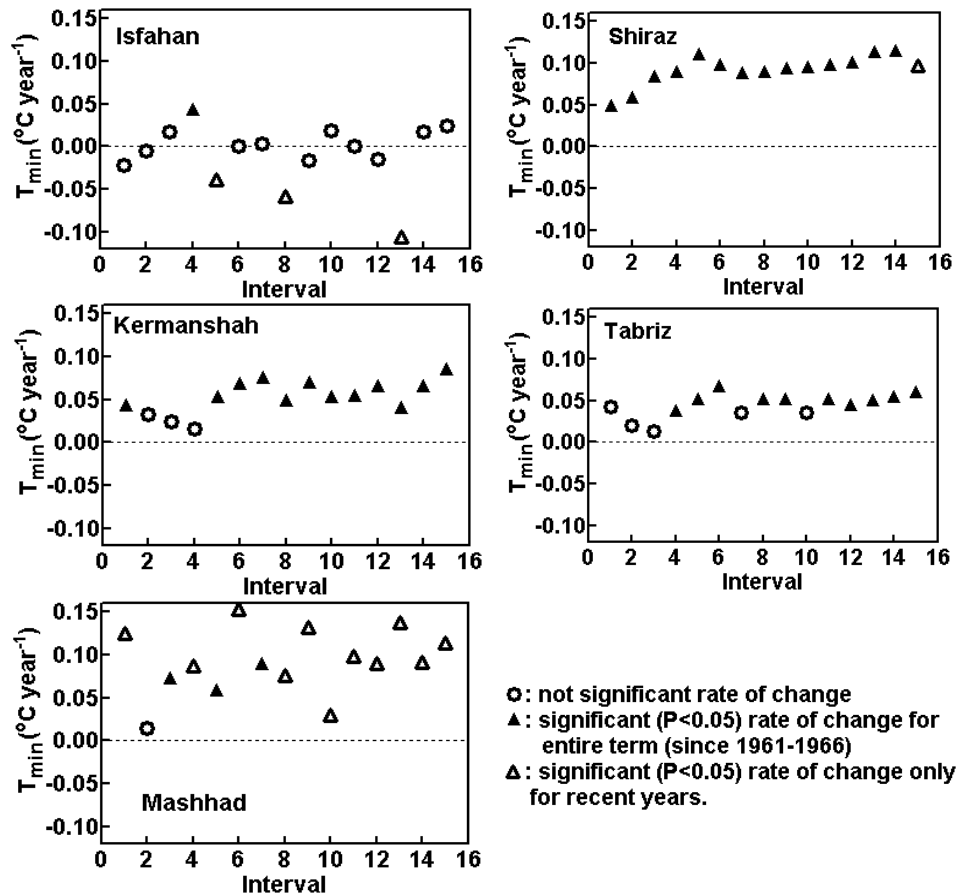 Isfahan
0.15
0.10
0.05
0.00
-0.05
-0.10
Tmin(°C year-1)
0 2 4 6 8 10 12 14 16
Interval
Shiraz
0.15
0.10
0.05
0.00
-0.05
-0.10
Tmin(°C year-1)
0 2 4 6 8 10 12 14 16
Interval
Kermanshah
0.15
0.10
0.05
0.00
-0.05
-0.10
Tmin(°C year-1)
0 2 4 6 8 10 12 14 16
Interval
Tabriz
0.15
0.10
0.05
0.00
-0.05
-0.10
Tmin(°C year-1)
0 2 4 6 8 10 12 14 16
Interval
Mashhad
0.15
0.10
0.05
0.00
-0.05
-0.10
Tmin(°C year-1)
0 2 4 6 8 10 12 14 16
Interval
: not significant rate of change
: significant (P<0.05) rate of change for
entire term (since 1961-1966)
: significant (P<0.05) rate of change only
for recent years.